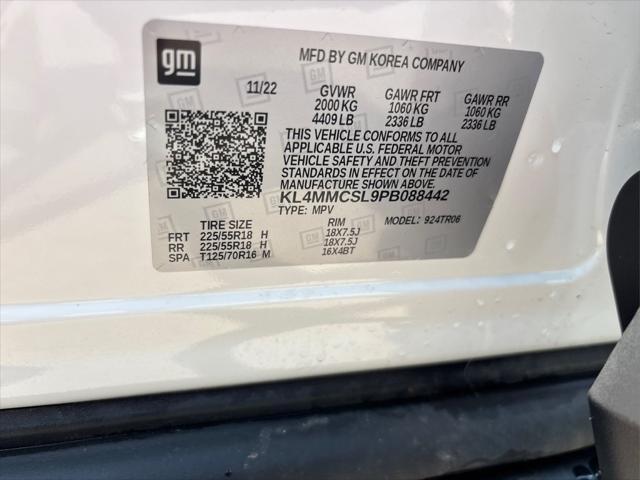 gm
MFD BY GM KOREA COMPANY
11/22 GVWR GAWR FRT GAWR RR
2000 KG 1060 KG 1060 KG
4409 LB 2336 LB 2336 LB
THIS VEHICLE CONFORMS TO ALL
APPLICABLE U.S. FEDERAL MOTOR
VEHICLE SAFETY AND THEFT PREVENTION
STANDARDS IN EFFECT ON THE DATE OF
MANUFACTURE SHOWN ABOVE.
KL4MMCSL9PB088442
TYPE: MPV MODEL: 924TR06
TIRE SIZE RIM
FRT 225/55R18 H 18X7.5J
RR 225/55R18 H 18X7.5J
SPA T125/70R16 M 16X4BT